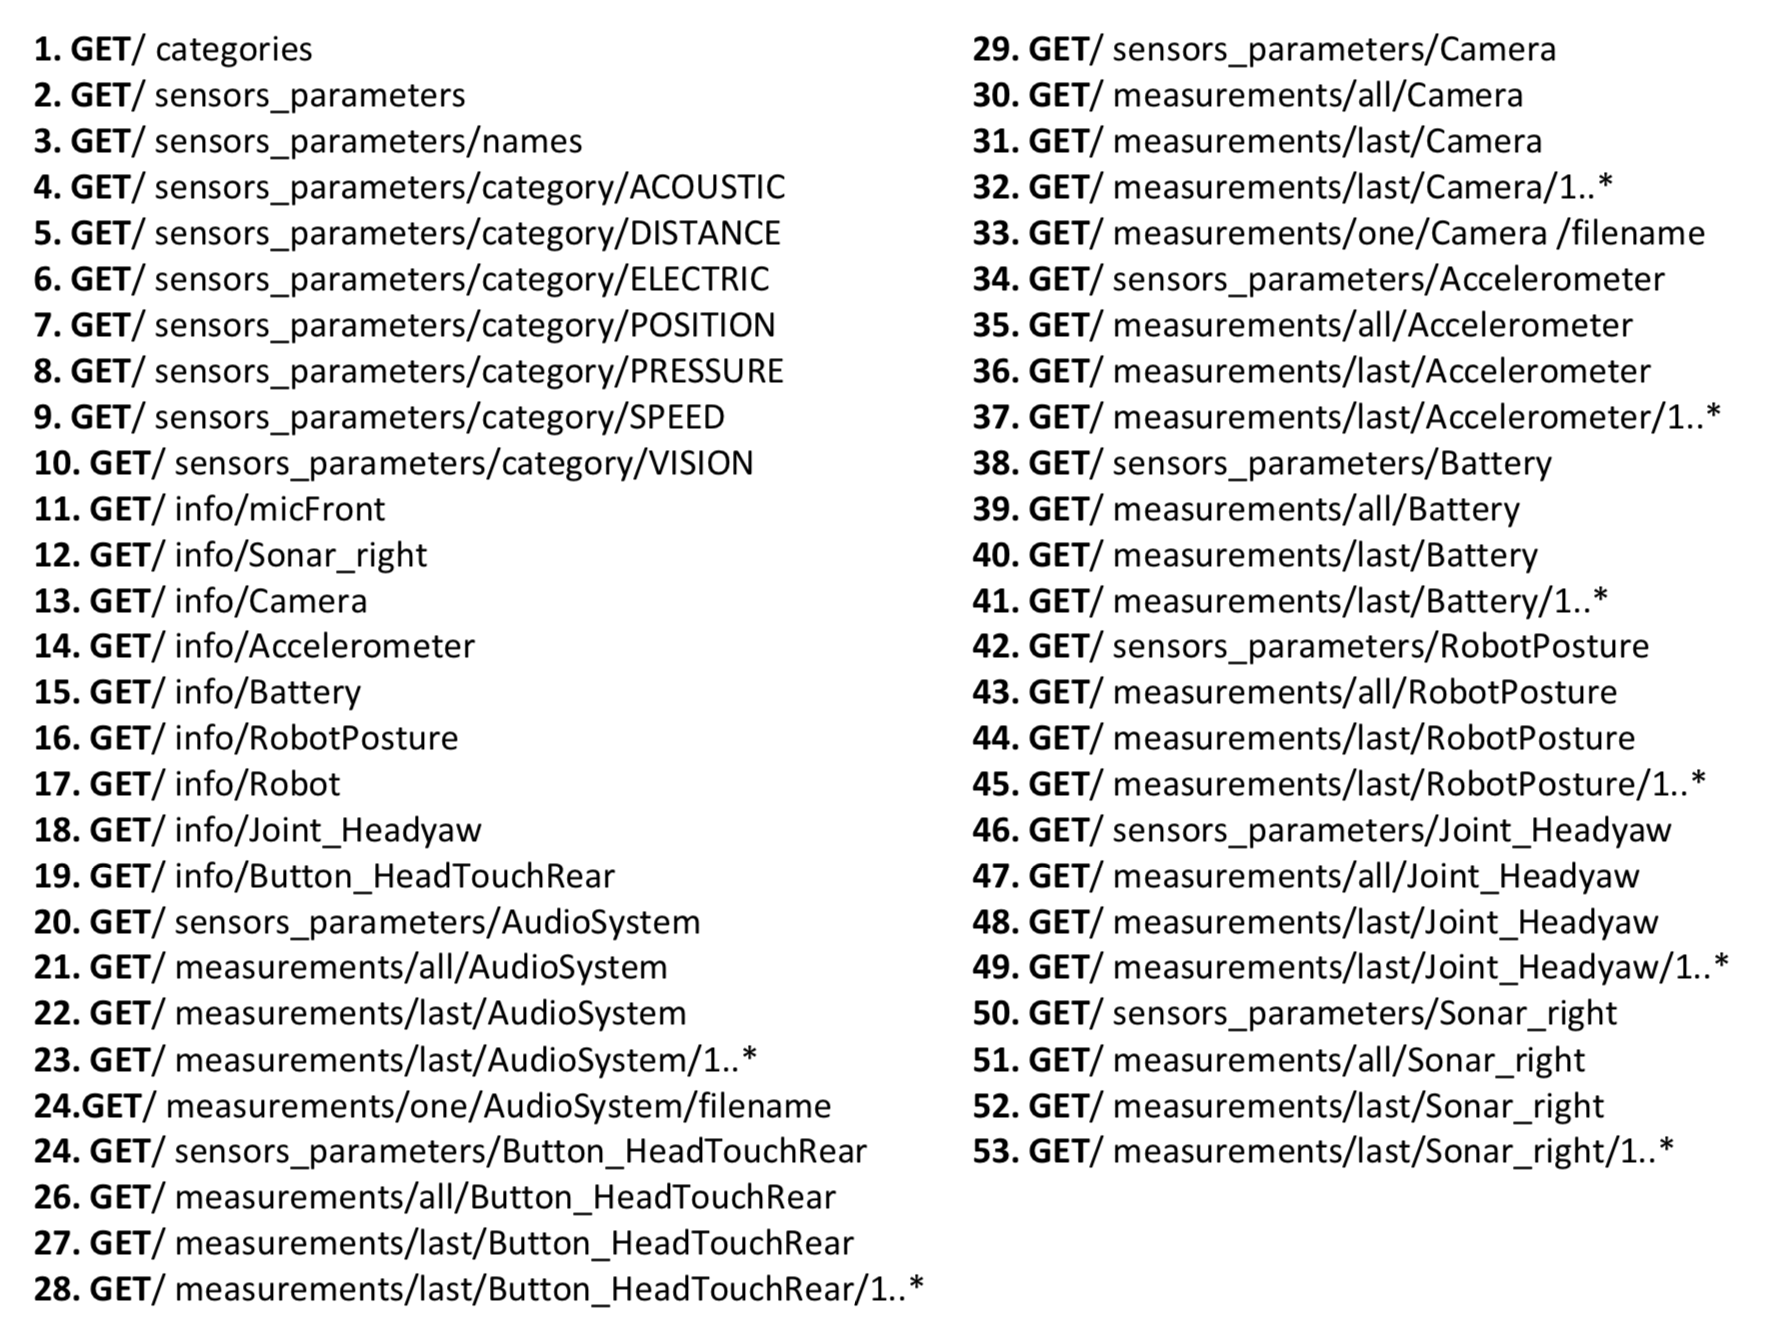 1. GET/ categories
2. GET/ sensors_parameters
3. GET/ sensors_parameters/names
4. GET/ sensors_parameters/category/ACOUSTIC
5. GET/ sensors_parameters/category/DISTANCE
6. GET/ sensors_parameters/category/ELECTRIC
7. GET/ sensors_parameters/category/POSITION
8. GET/ sensors_parameters/category/PRESSURE
9. GET/ sensors_parameters/category/SPEED
10. GET/ sensors_parameters/category/VISION
11. GET/ info/micFront
12. GET/ info/Sonar_right
13. GET/ info/Camera
14. GET/ info/Accelerometer
15. GET/ info/Battery
16. GET/ info/RobotPosture
17. GET/ info/Robot
18. GET/ info/Joint_Headyaw
19. GET/ info/Button_HeadTouchRear
20. GET/ sensors_parameters/AudioSystem
21. GET/ measurements/all/AudioSystem
22. GET/ measurements/last/AudioSystem
23. GET/ measurements/last/AudioSystem/1..*
24.GET/ measurements/one/AudioSystem/filename
24. GET/ sensors_parameters/Button_HeadTouchRear
26. GET/ measurements/all/Button_HeadTouchRear
27. GET/ measurements/last/Button_HeadTouchRear
28. GET/ measurements/last/Button_HeadTouchRear/1..*
29. GET/ sensors_parameters/Camera
30. GET/ measurements/all/Camera
31. GET/ measurements/last/Camera
32. GET/ measurements/last/Camera/1..*
33. GET/ measurements/one/Camera /filename
34. GET/ sensors_parameters/Accelerometer
35. GET/ measurements/all/Accelerometer
36. GET/ measurements/last/Accelerometer
37. GET/ measurements/last/Accelerometer/1..*
38. GET/ sensors_parameters/Battery
39. GET/ measurements/all/Battery
40. GET/ measurements/last/Battery
41. GET/ measurements/last/Battery/1..*
42. GET/ sensors_parameters/RobotPosture
43. GET/ measurements/all/RobotPosture
44. GET/ measurements/last/RobotPosture
45. GET/ measurements/last/RobotPosture/1..*
46. GET/ sensors_parameters/Joint_Headyaw
47. GET/ measurements/all/Joint_Headyaw
48. GET/ measurements/last/Joint_Headyaw
49. GET/ measurements/last/Joint_Headyaw/1..*
50. GET/ sensors_parameters/Sonar_right
51. GET/ measurements/all/Sonar_right
52. GET/ measurements/last/Sonar_right
53. GET/ measurements/last/Sonar_right/1..*